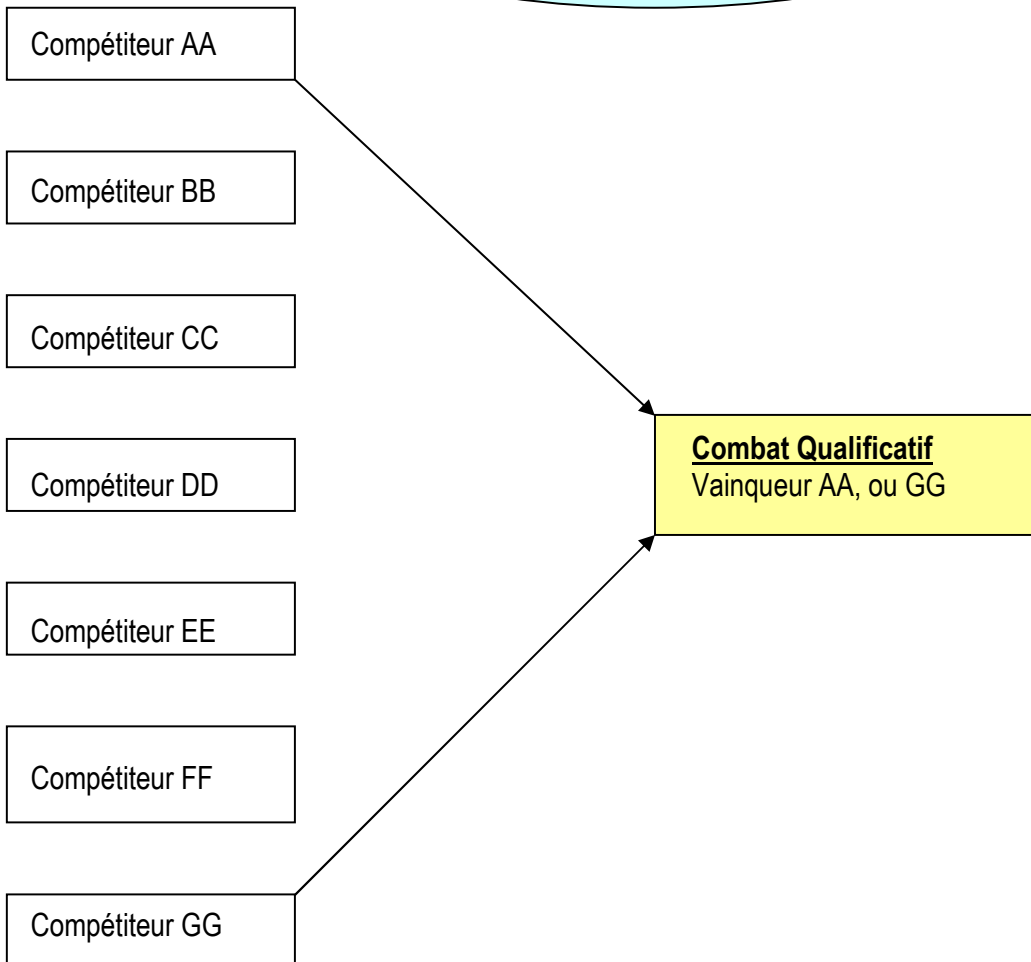 Compétiteur AA
Compétiteur BB
Compétiteur CC
Compétiteur DD
Compétiteur EE
Compétiteur FF
Compétiteur GG
Combat Qualificatif
Vainqueur AA, ou GG